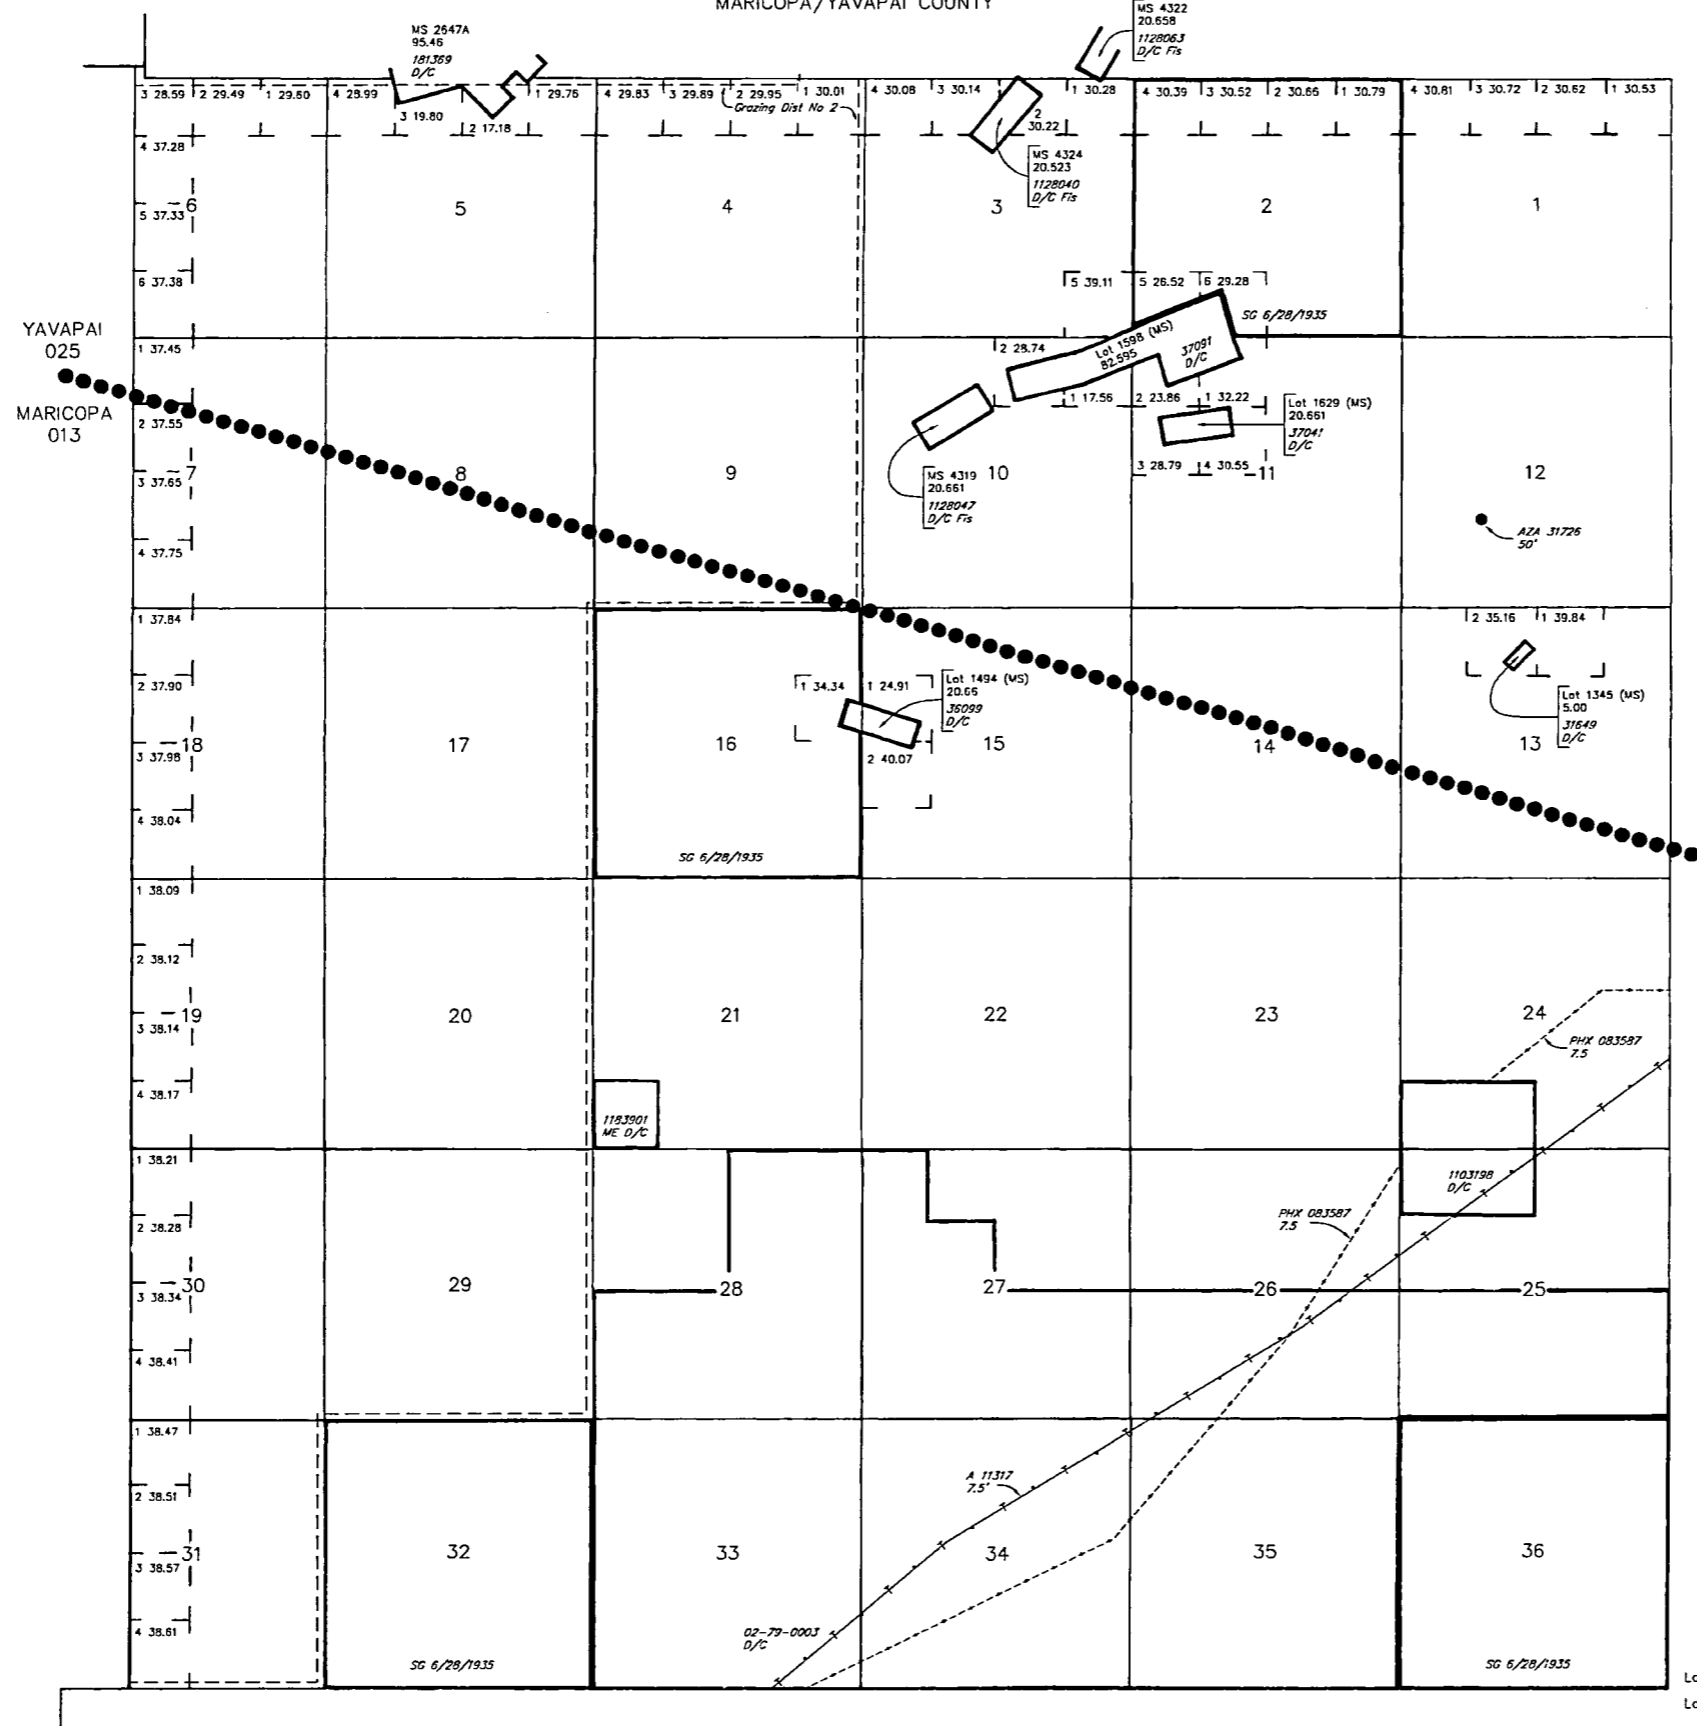 MARICOPA/YAVAPAI COUNTY
MS 4322
20.658
1128063
D/C Fis
MS 2647A
95.46
181369
D/C
3 28.59 2 29.49 1 29.60 4 28.99 1 29.76 4 29.83 3 29.89 2 29.95 1 30.01 4 30.08 3 30.14 1 30.28 4 30.39 3 30.52 2 30.66 1 30.79 4 30.81 3 30.72 2 30.62 1 30.53
Grazing Dist No 2
3 19.80
2 17.18
2
30.22
4 37.28
MS 4324
20.523
1128040
D/C Fis
5 37.33
6 5 4 3 2 1
6 37.38
5 39.11 5 26.52 6 29.28
SG 6/28/1935
YAVAPAI
025
MARICOPA
013
1 37.45
2 28.74
Lot 1598 (MS)
82.595
37091
D/C
2 37.55
1 17.56 2 23.86 1 32.22
Lot 1629 (MS)
20.661
37041
D/C
3 37.65
7 8 9 10 11 12
3 28.79 4 30.55
MS 4319
20.661
1128047
D/C Fis
4 37.75
AZA 31726
50'
1 37.84
2 35.16 1 39.84
2 37.90
1 34.34 1 24.91
Lot 1494 (MS)
20.66
36099
D/C
Lot 1345 (MS)
5.00
31649
D/C
3 37.98
18 17 16 15 14 13
2 40.07
4 38.04
SG 6/28/1935
1 38.09
2 38.12
3 38.14
19 20 21 22 23 24
PHX 083587
7.5
4 38.17
1183901
ME D/C
1 38.21
1103198
D/C
2 38.28
PHX 083587
7.5
3 38.34
30 29 28 27 26 25
4 38.41
1 38.47
A 11317
7.5'
2 38.51
3 38.57
31 32 33 34 35 36
4 38.61
02-79-0003
D/C
SG 6/28/1935
SG 6/28/1935